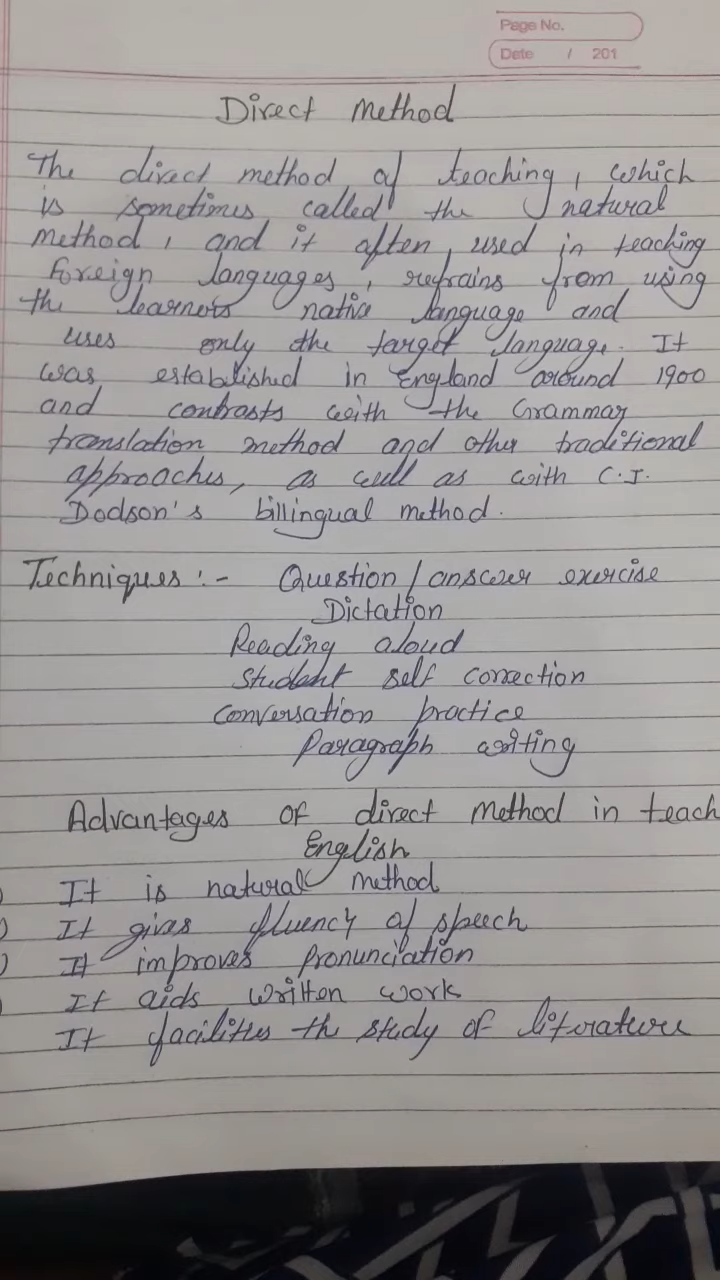 Page No.
Date / 201
Direct Method
The direct method of teaching, which
is sometimes called the natural
method, and it often used in teaching
foreign languages, refrains from using
the learners native language and
uses only the target language. It
was established in England around 1900
and contrasts with the Grammar
translation method and other traditional
approaches, as well as with C.J.
Dodson's billingual method.
Techniques :- Question / answer exercise
Dictation
Reading aloud
Student self correction
Conversation practice
Paragraph writing
Advantages of direct method in teach
English
It is natural method
It gives fluency of speech
It improves pronunciation
It aids written work
It facilities the study of literature